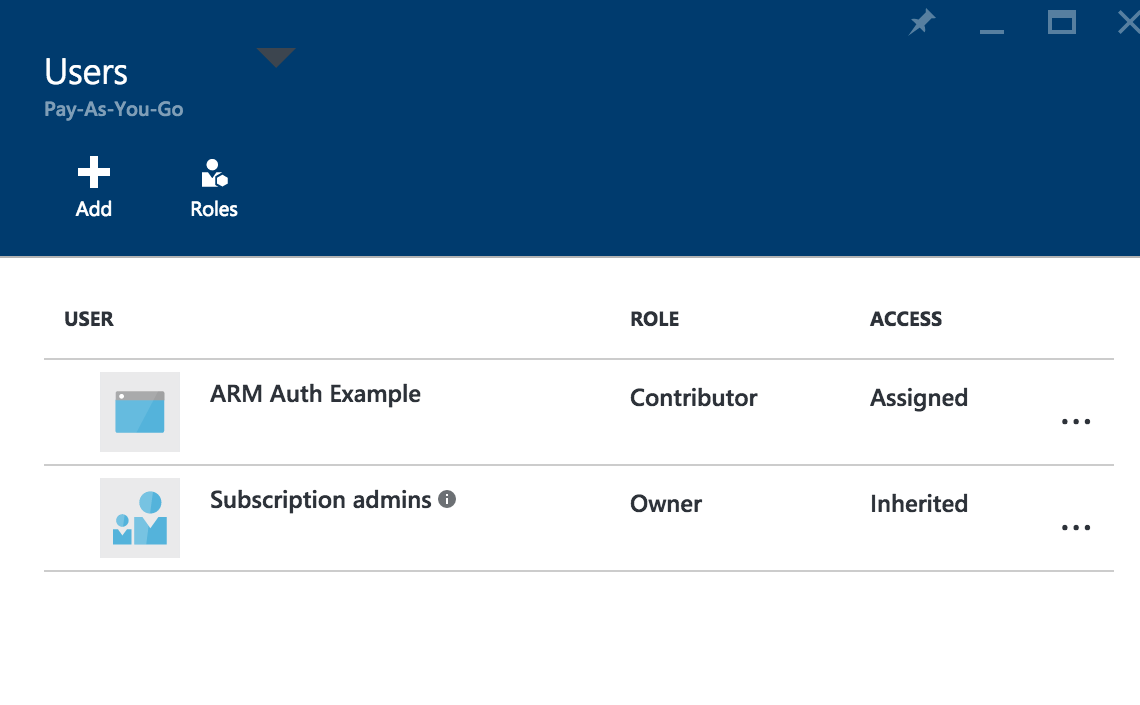 Users
Pay-As-You-Go
Add Roles
USER ROLE ACCESS
ARM Auth Example Contributor Assigned
Subscription admins Owner Inherited